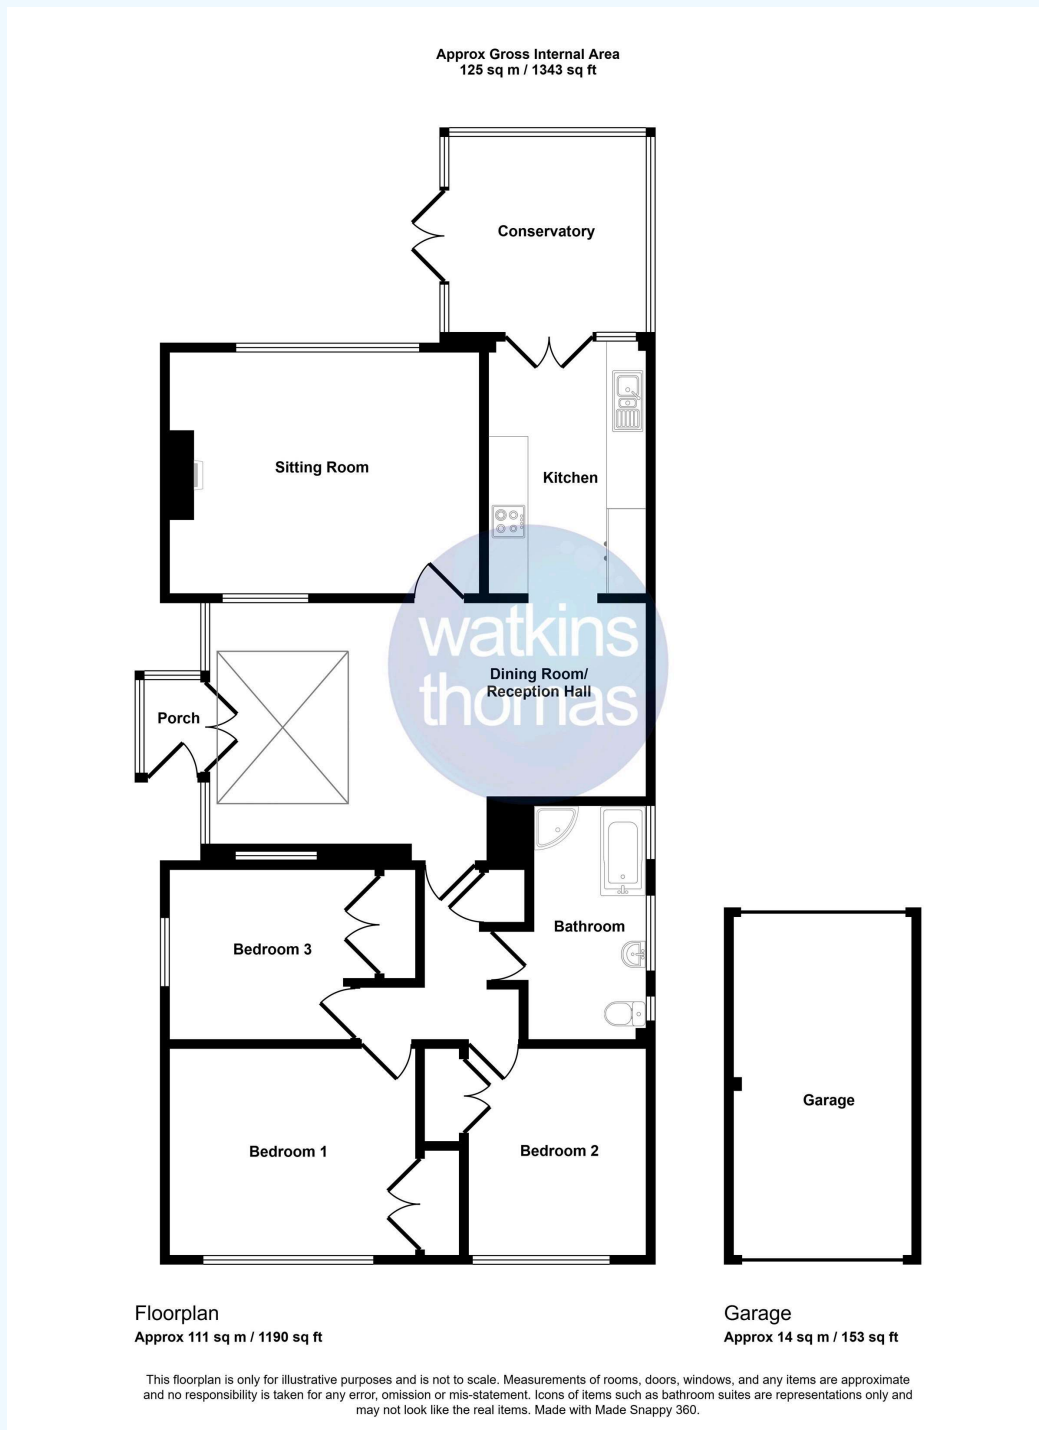 Approx Gross Internal Area
125 sq m / 1343 sq ft
Conservatory
Sitting Room
Kitchen
watkins
thomas
Dining Room/
Reception Hall
Porch
Bedroom 3
Bathroom
Bedroom 1
Bedroom 2
Garage
Floorplan
Approx 111 sq m / 1190 sq ft
Garage
Approx 14 sq m / 153 sq ft
This floorplan is only for illustrative purposes and is not to scale. Measurements of rooms, doors, windows, and any items are approximate
and no responsibility is taken for any error, omission or mis-statement. Icons of items such as bathroom suites are representations only and
may not look like the real items. Made with Made Snappy 360.